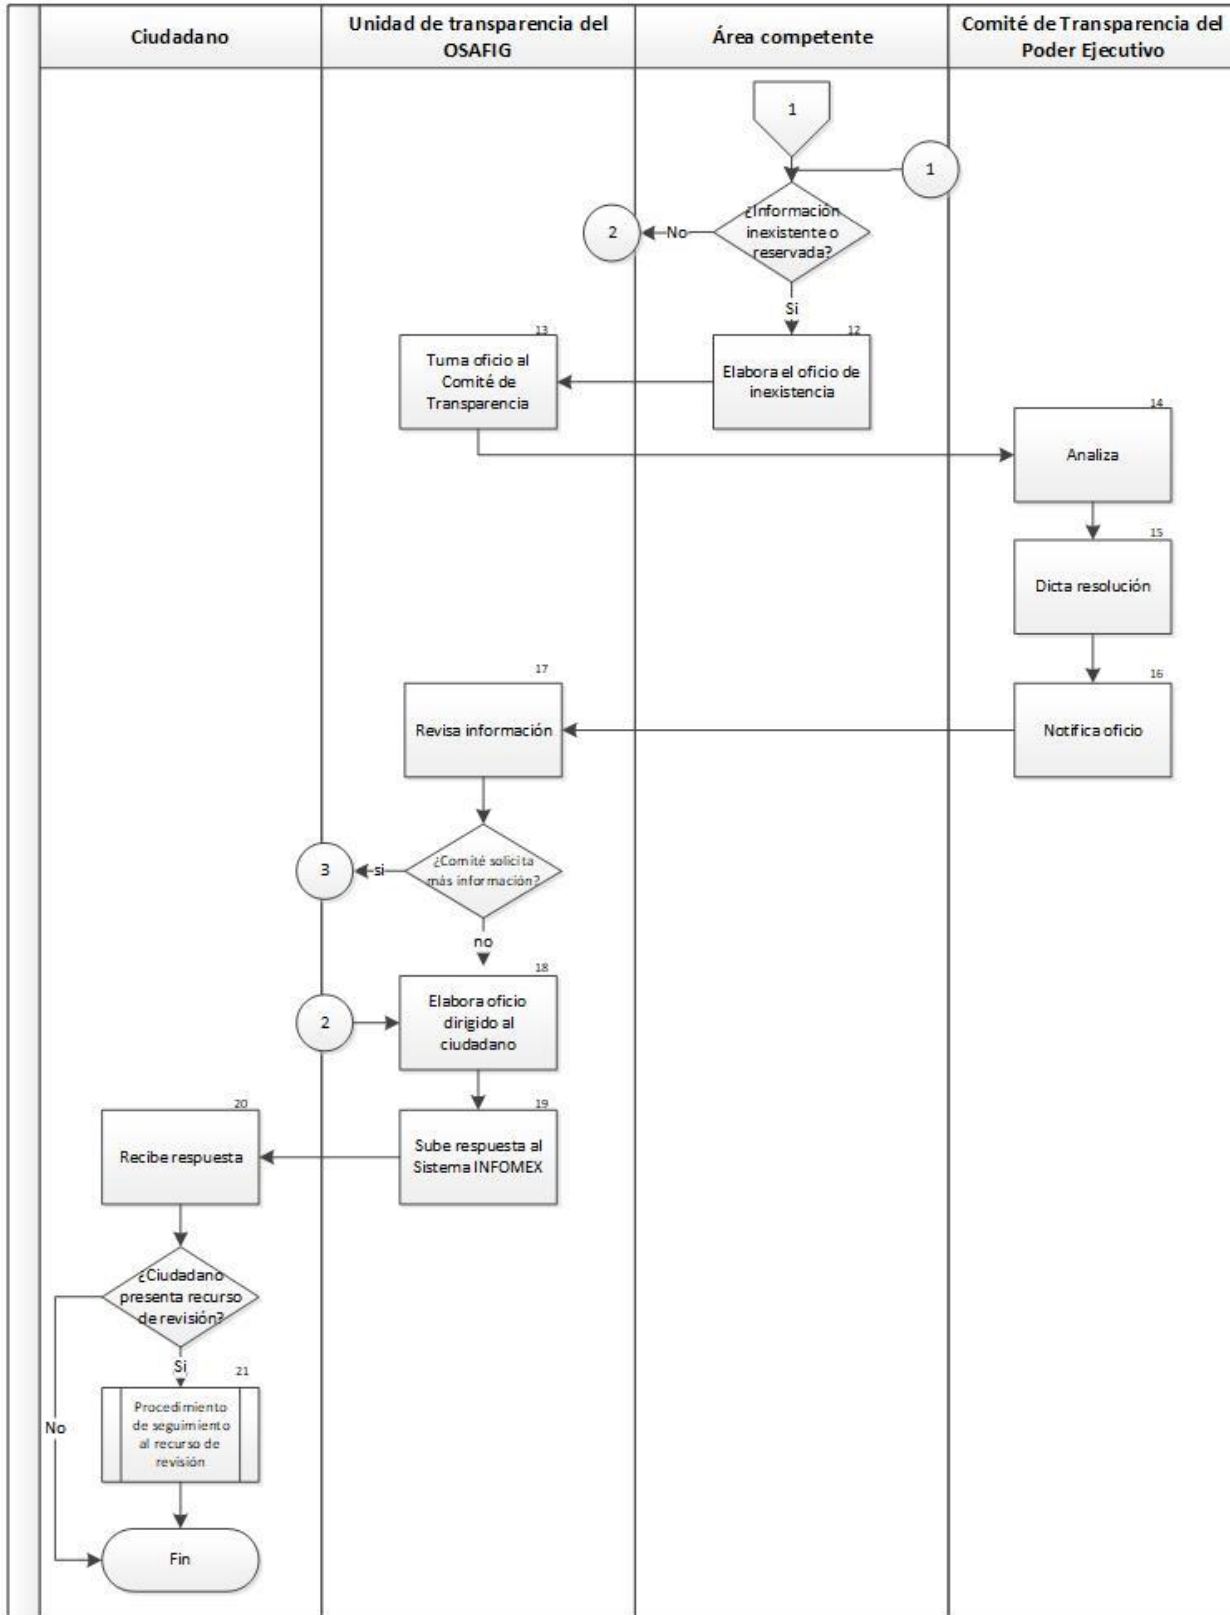 Ciudadano
Unidad de transparencia del
OSAFIG
Área competente
Comité de Transparencia del
Poder Ejecutivo
1
1
¿Información
inexistente o
reservada?
No
2
Si
12
Elabora el oficio de
inexistencia
13
Turna oficio al
Comité de
Transparencia
14
Analiza
15
Dicta resolución
16
Notifica oficio
17
Revisa información
¿Comité solicita
más información?
si
3
no
18
Elabora oficio
dirigido al
ciudadano
2
19
Sube respuesta al
Sistema INFOMEX
20
Recibe respuesta
¿Ciudadano
presenta recurso
de revisión?
Si
No
21
Procedimiento
de seguimiento
al recurso de
revisión
Fin